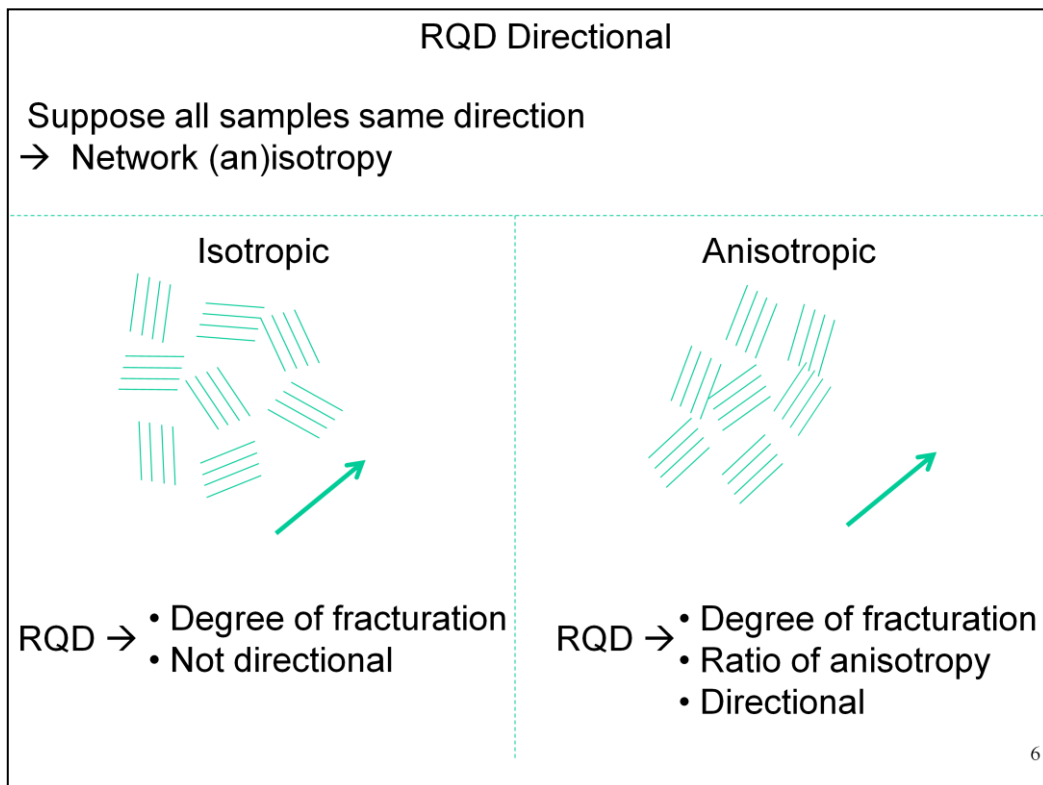 RQD Directional
Suppose all samples same direction
→ Network (an)isotropy
Isotropic
RQD →
• Degree of fracturation
• Not directional
Anisotropic
RQD →
• Degree of fracturation
• Ratio of anisotropy
• Directional
6